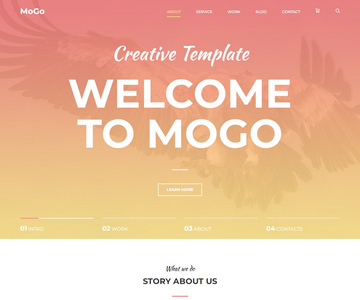 MoGo
ABOUT SERVICE WORK BLOG CONTACT
Creative Template
WELCOME
TO MOGO
LEARN MORE
01 INTRO 02 WORK 03 ABOUT 04 CONTACTS
What we do
STORY ABOUT US